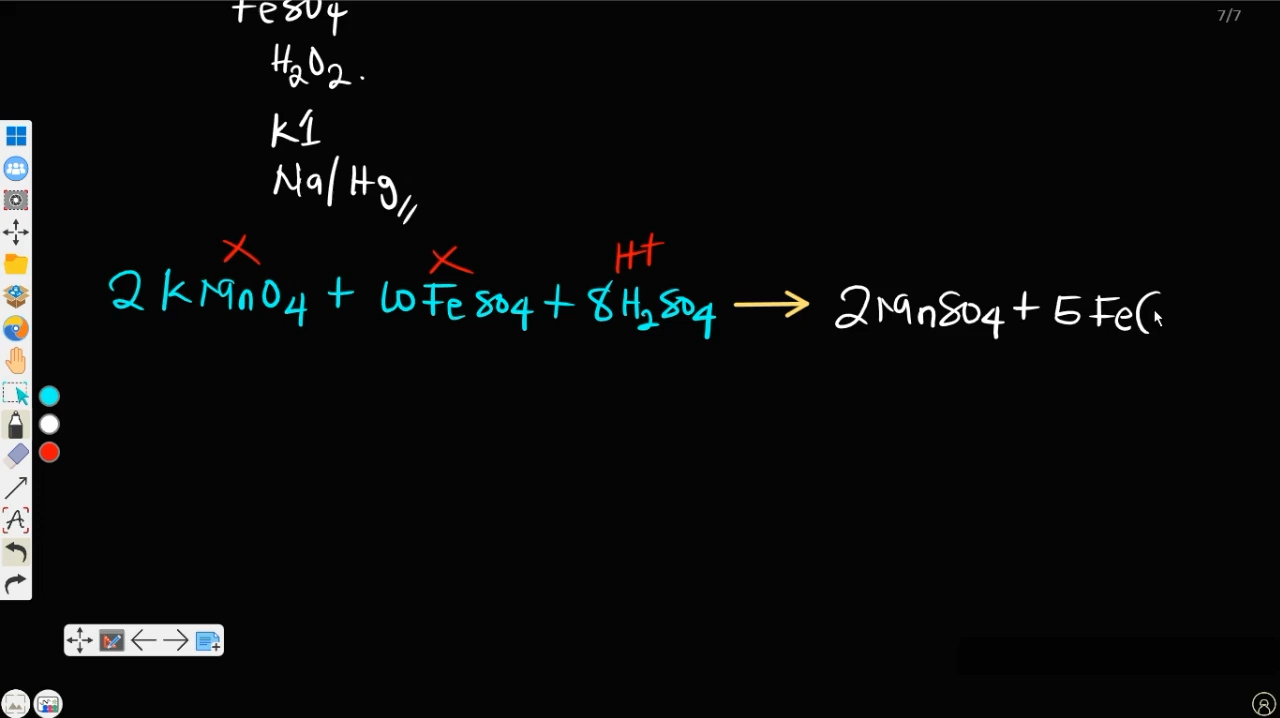 FeSO4
7/7
H2O2.
KI
Na/Hg,,
X X H+
2KMnO4 + 10FeSO4 + 8H2SO4 → 2MnSO4 + 5Fe(